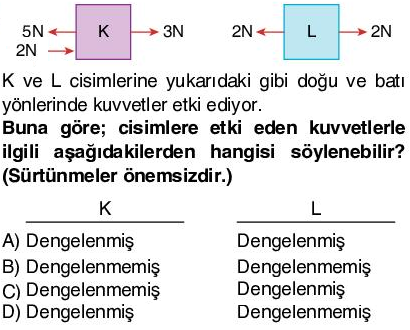 5N K 3N 2N L 2N
2N
K ve L cisimlerine yukarıdaki gibi doğu ve batı
yönlerinde kuvvetler etki ediyor.
Buna göre; cisimlere etki eden kuvvetlerle
ilgili aşağıdakilerden hangisi söylenebilir?
(Sürtünmeler önemsizdir.)
K L
A) Dengelenmiş Dengelenmiş
B) Dengelenmemiş Dengelenmemiş
C) Dengelenmemiş Dengelenmiş
D) Dengelenmiş Dengelenmemiş